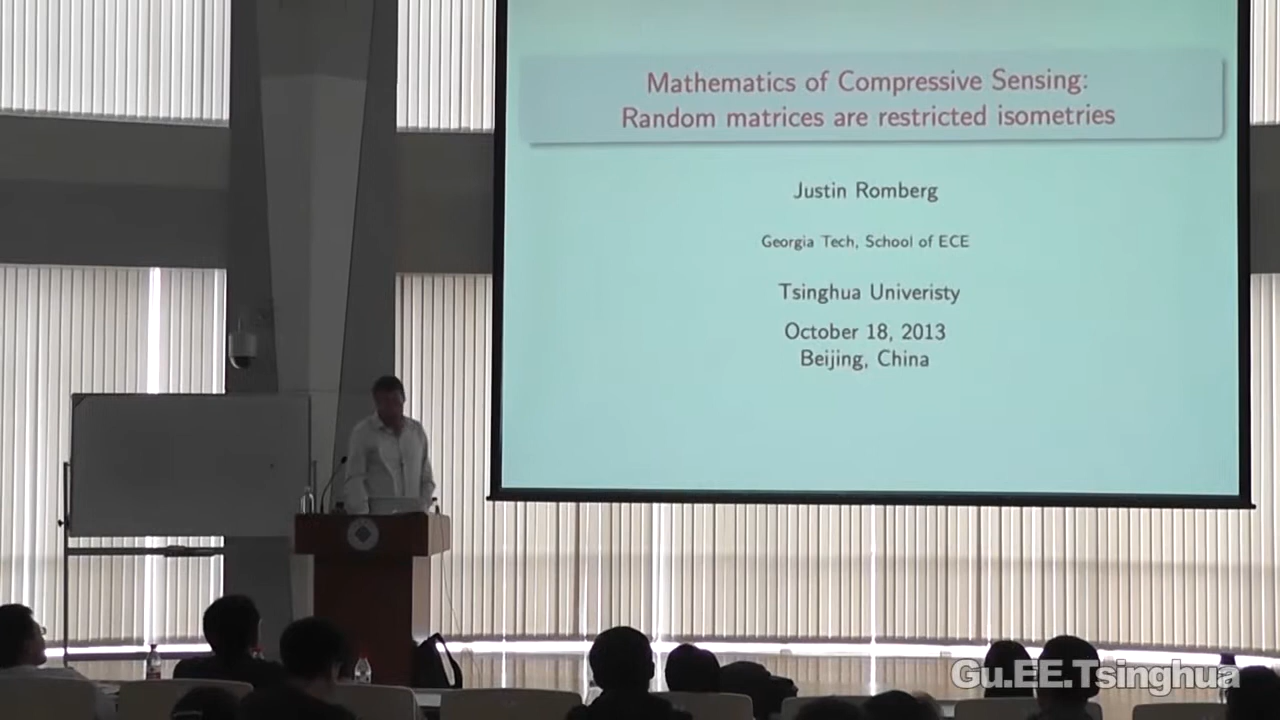 Mathematics of Compressive Sensing:
Random matrices are restricted isometries
Justin Romberg
Georgia Tech, School of ECE
Tsinghua Univeristy
October 18, 2013
Beijing, China
Gu.EE.Tsinghua